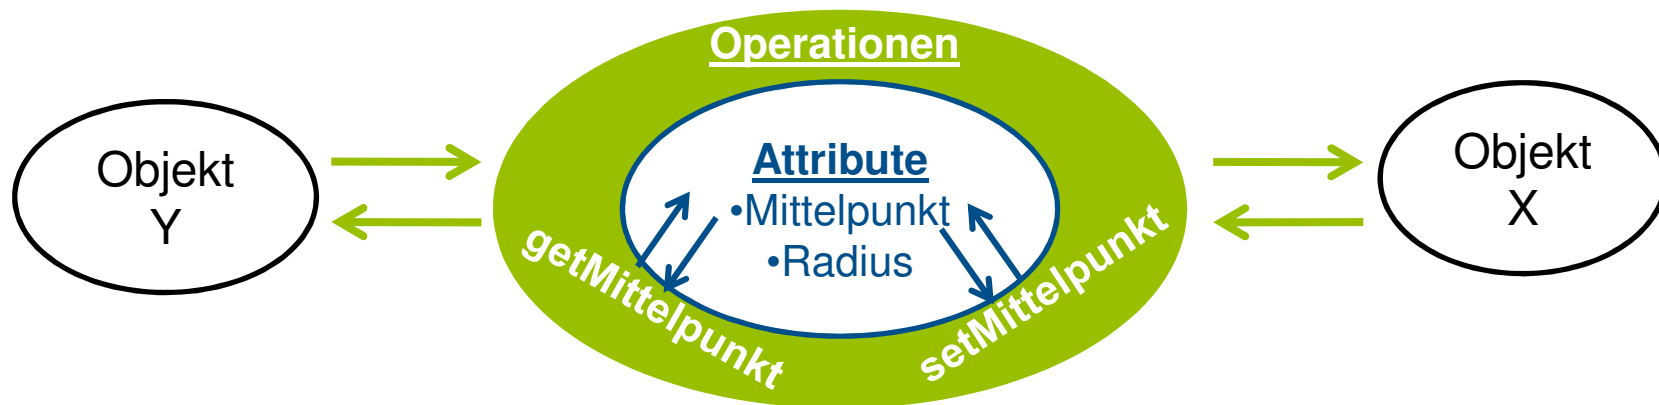 Operationen
Objekt
Y
Attribute
•Mittelpunkt
•Radius
getMittelpunkt
setMittelpunkt
Objekt
X